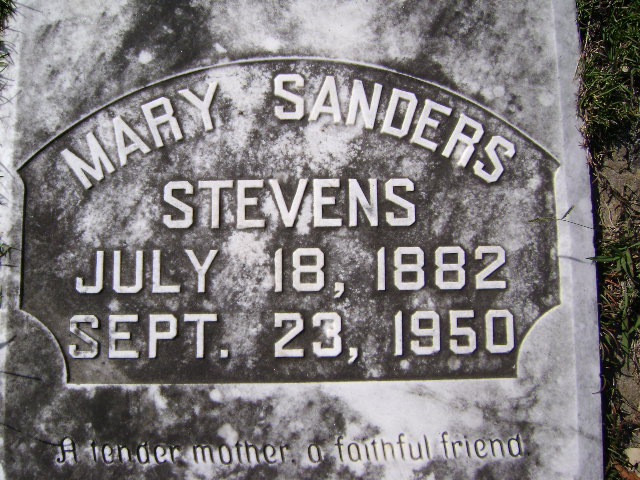 MARY SANDERS
STEVENS
JULY 18, 1882
SEPT. 23, 1950
A tender mother, a faithful friend.